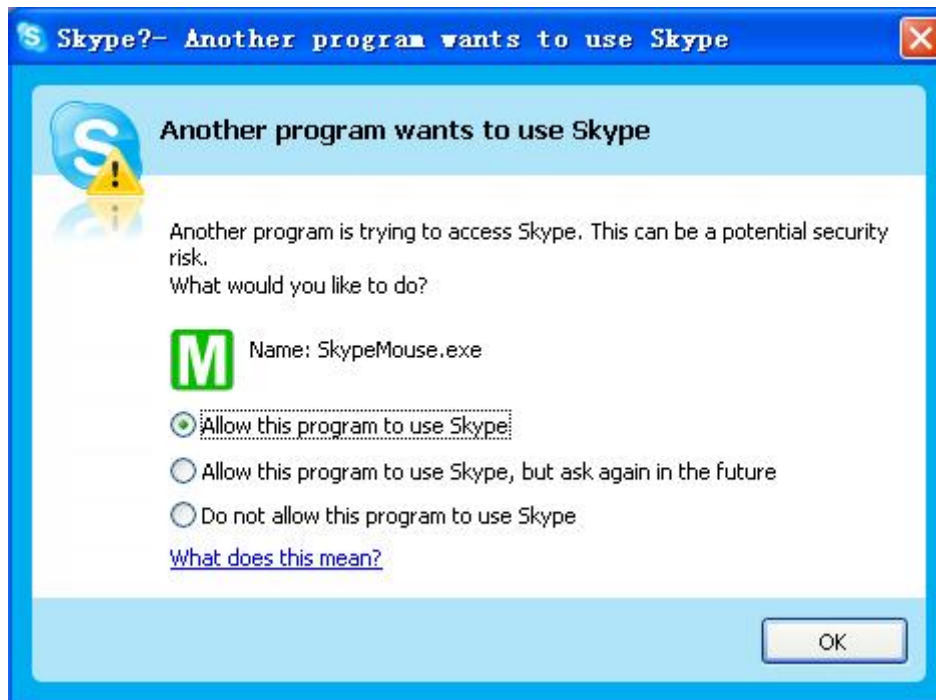 Skype?- Another program wants to use Skype
Another program wants to use Skype
Another program is trying to access Skype. This can be a potential security
risk.
What would you like to do?
M
Name: SkypeMouse.exe
Allow this program to use Skype
Allow this program to use Skype, but ask again in the future
Do not allow this program to use Skype
What does this mean?
OK